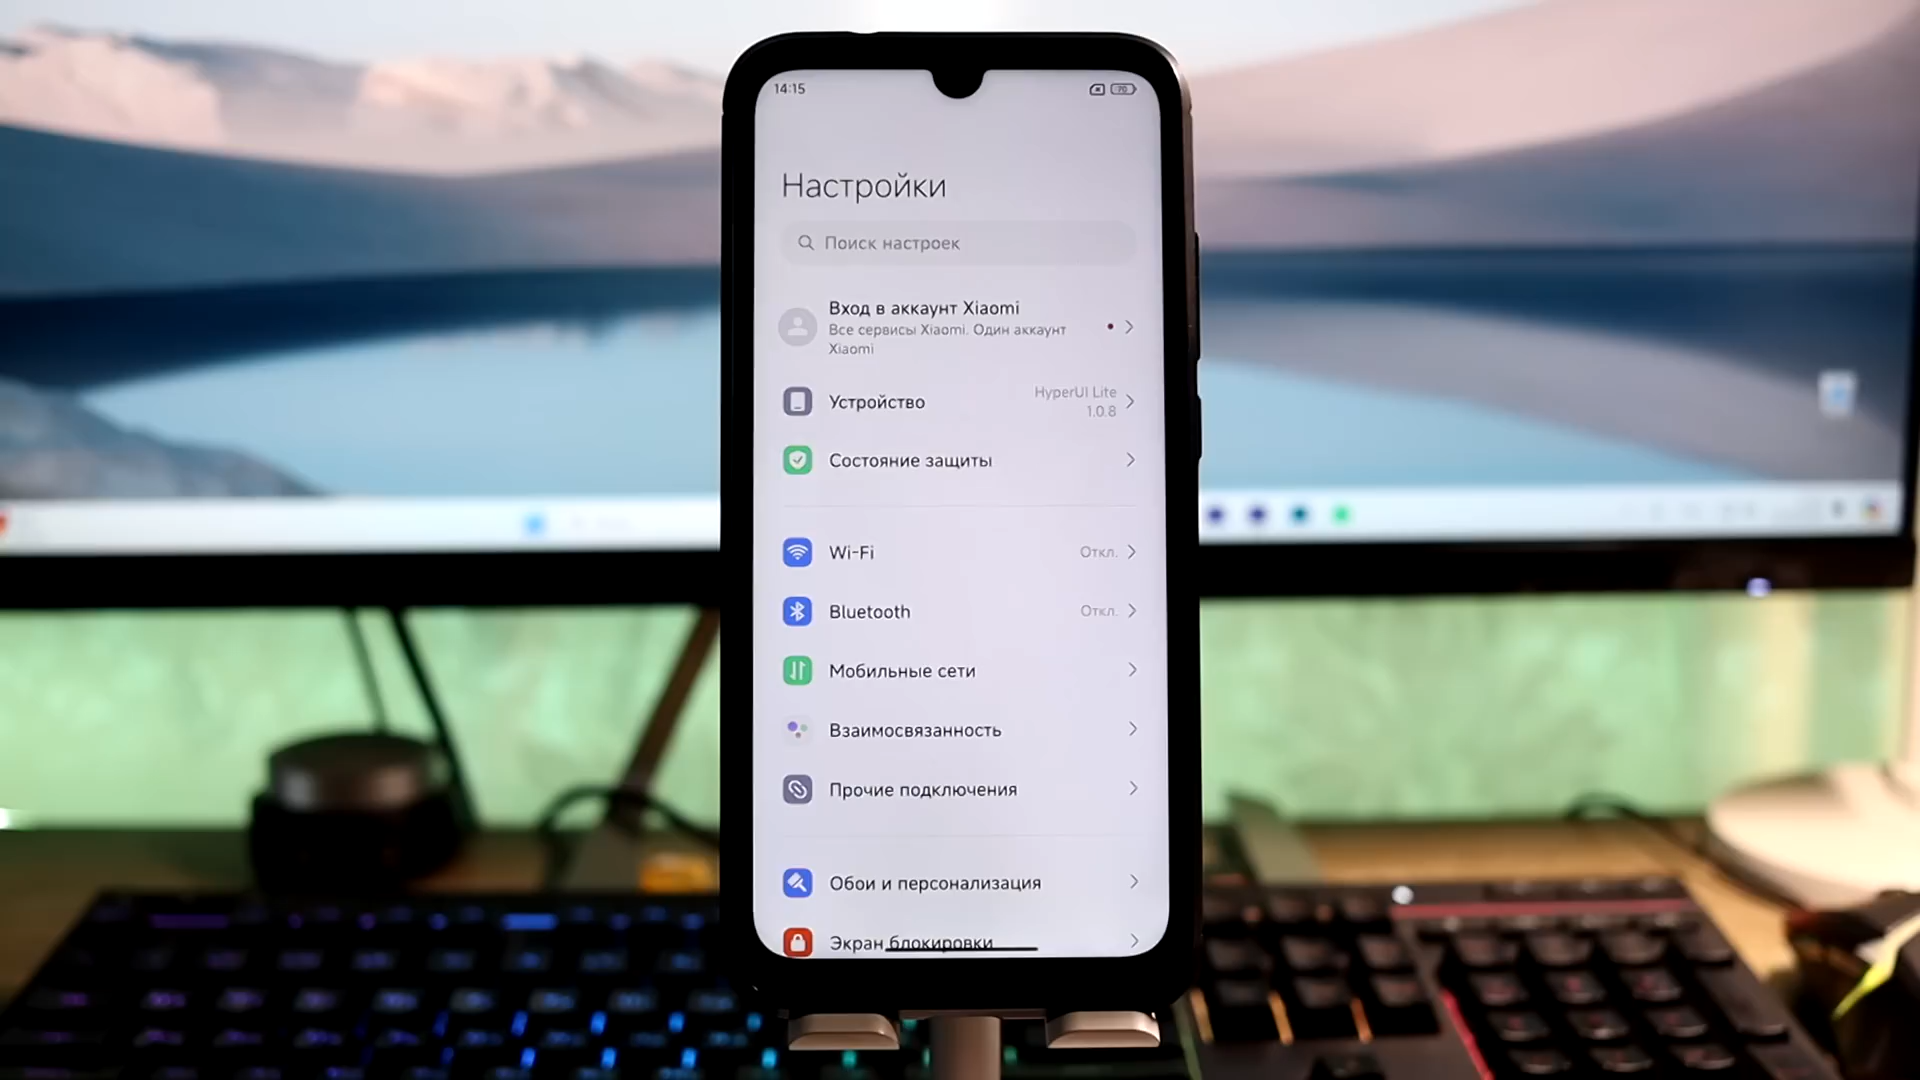 14:15
70
Настройки
Поиск настроек
Вход в аккаунт Xiaomi
Все сервисы Xiaomi. Один аккаунт
Xiaomi
Устройство
HyperUI Lite
1.0.8
Состояние защиты
Wi-Fi
Откл.
Bluetooth
Откл.
Мобильные сети
Взаимосвязанность
Прочие подключения
Обои и персонализация
Экран блокировки